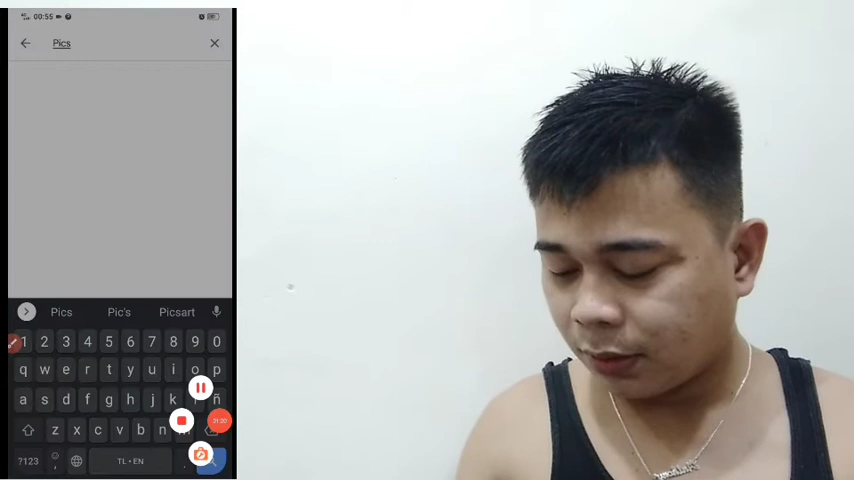 00:55
Pics
Pics Pic's Picsart
1 2 3 4 5 6 7 8 9 0
q w e r t y u i o p
a s d f g h j k ñ
z x c v b n m
?123 , TL • EN .